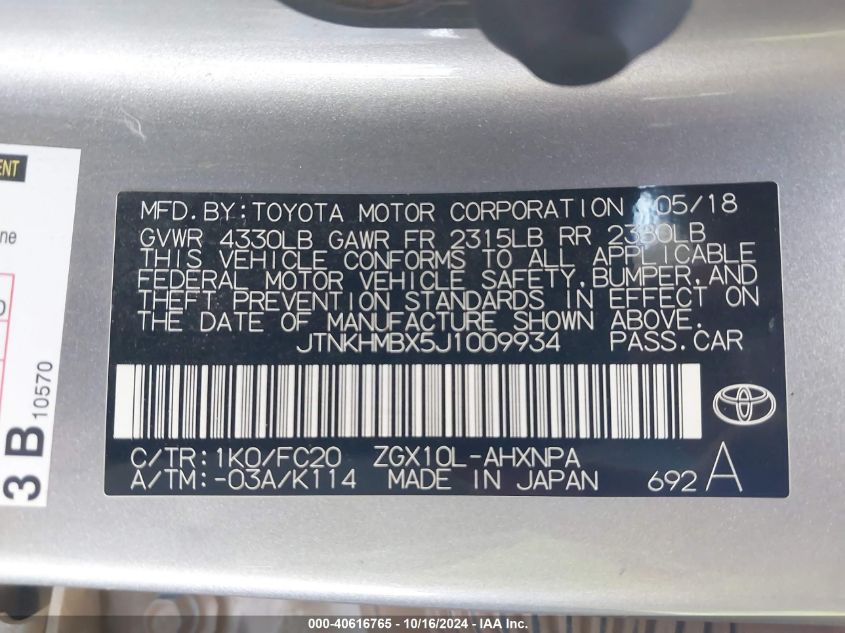 MFD. BY: TOYOTA MOTOR CORPORATION 05/18
GVWR 4330LB GAWR FR 2315LB RR LB
THIS VEHICLE CONFORMS TO ALL APPLICABLE
FEDERAL MOTOR VEHICLE SAFETY, BUMPER, AND
THEFT PREVENTION STANDARDS IN EFFECT ON
THE DATE OF MANUFACTURE SHOWN ABOVE.
JTNKHMBX5J1009934 PASS.CAR
C/TR: 1K0/FC20 ZGX10L-AHXNPA
A/TM: -03A/K114 MADE IN JAPAN 692 A
3 B 10570
000-40616765 - 10/16/2024 - IAA Inc.